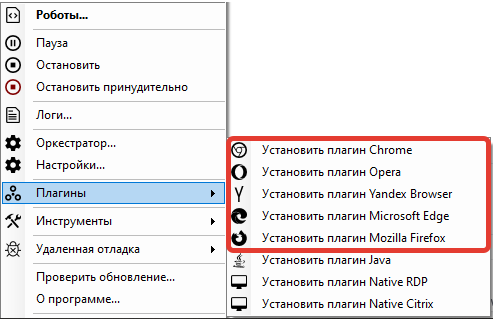 Роботы...
Пауза
Остановить
Остановить принудительно
Логи...
Оркестратор...
Настройки...
Плагины
Инструменты
Удаленная отладка
Проверить обновление...
О программе...
Установить плагин Chrome
Установить плагин Opera
Установить плагин Yandex Browser
Установить плагин Microsoft Edge
Установить плагин Mozilla Firefox
Установить плагин Java
Установить плагин Native RDP
Установить плагин Native Citrix